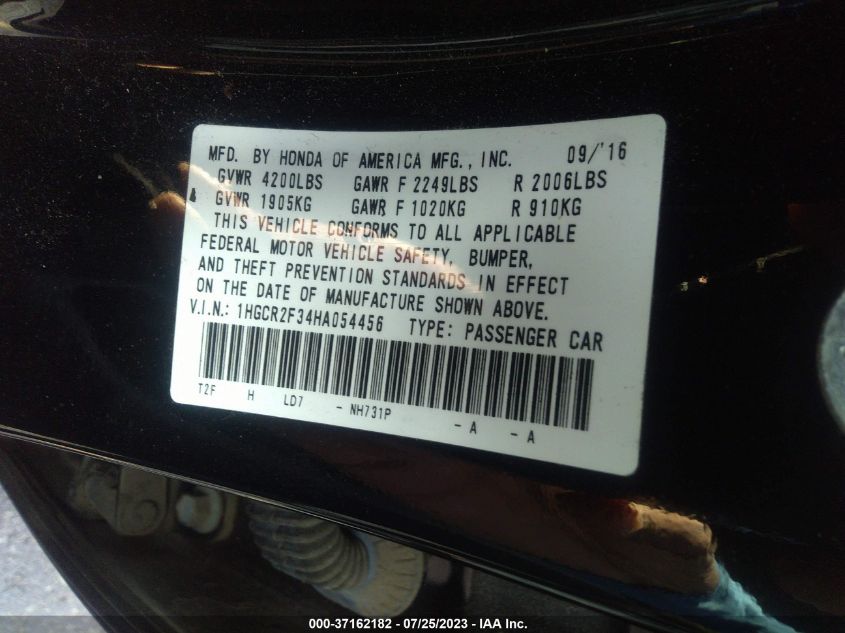 MFD. BY HONDA OF AMERICA MFG., INC. 09/'16
GVWR 4200LBS GAWR F 2249LBS R 2006LBS
GVWR 1905KG GAWR F 1020KG R 910KG
THIS VEHICLE CONFORMS TO ALL APPLICABLE
FEDERAL MOTOR VEHICLE SAFETY, BUMPER,
AND THEFT PREVENTION STANDARDS IN EFFECT
ON THE DATE OF MANUFACTURE SHOWN ABOVE.
V.I.N.: 1HGCR2F34HA054456 TYPE: PASSENGER CAR
T2F H LD7 - NH731P - A - A
000-37162182 / 07/25/2023 - IAA Inc.